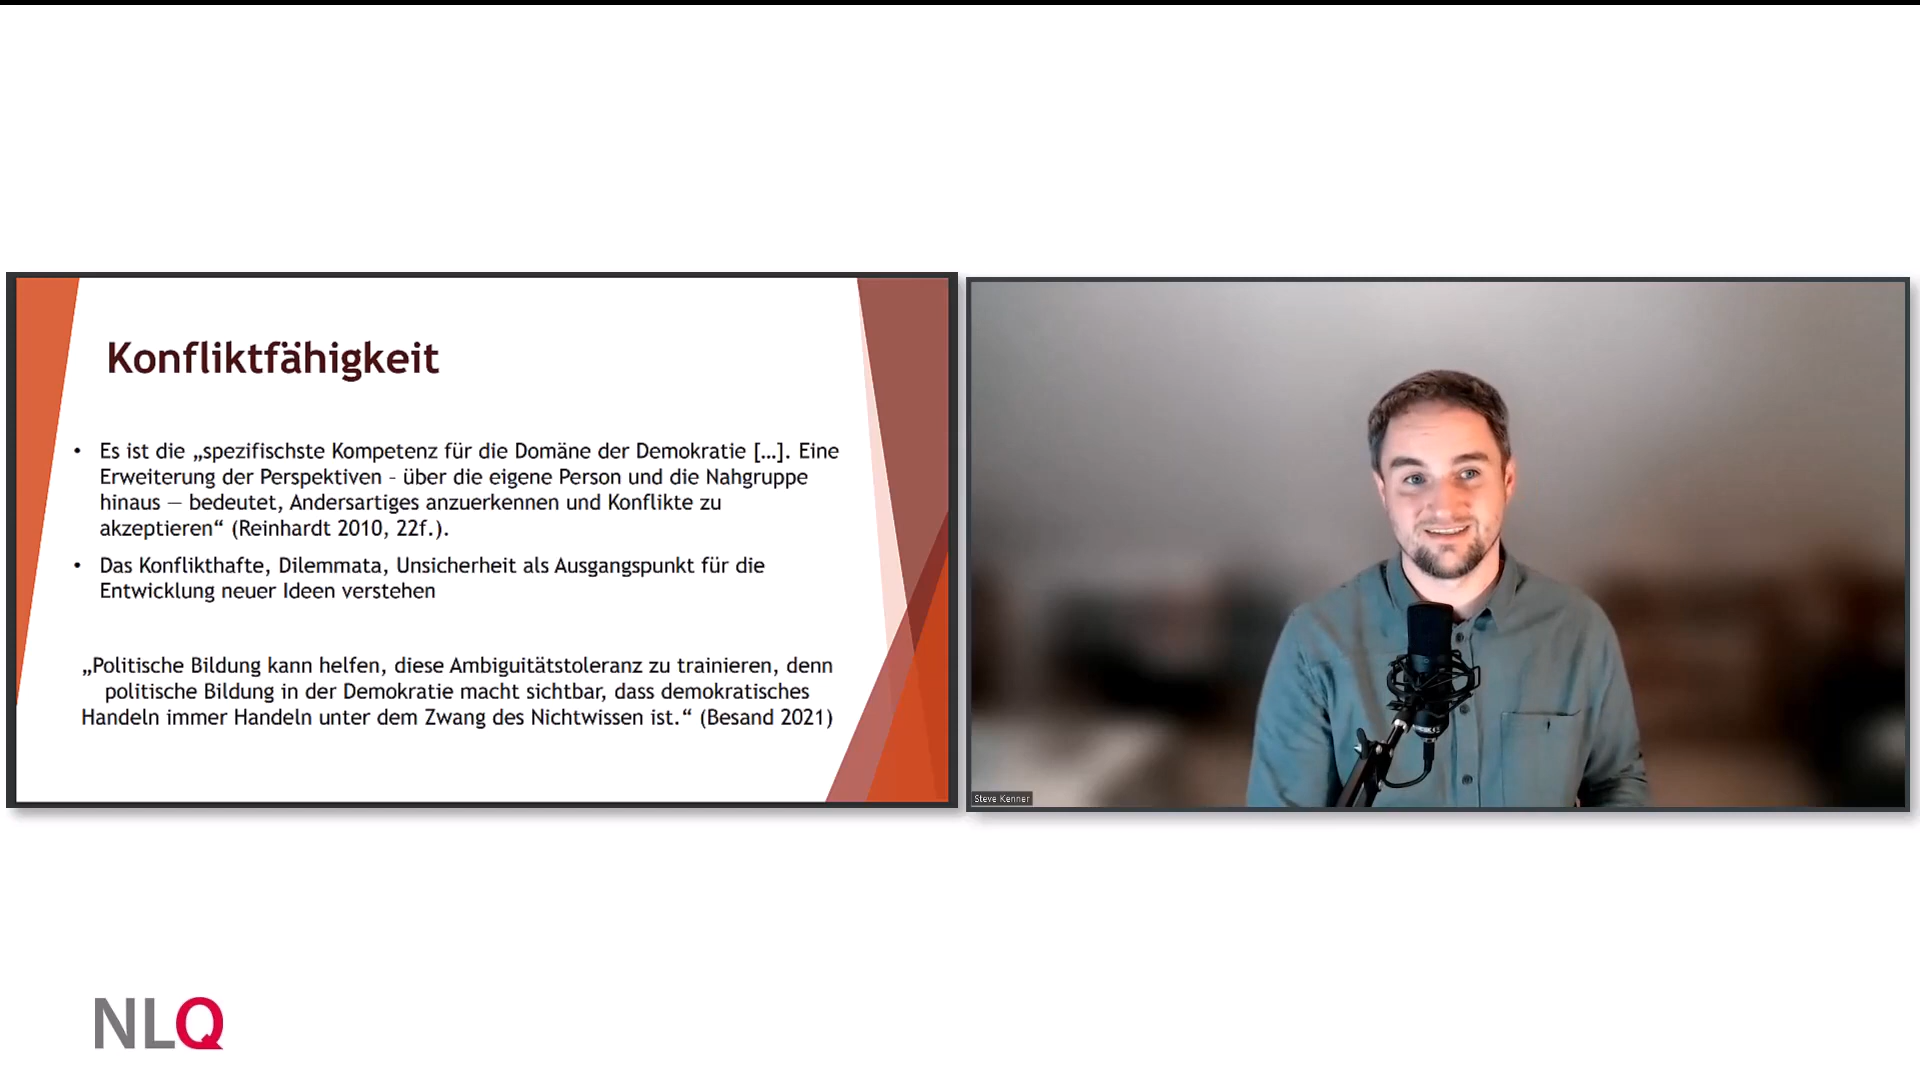 Konfliktfähigkeit
• Es ist die „spezifischste Kompetenz für die Domäne der Demokratie […]. Eine
Erweiterung der Perspektiven – über die eigene Person und die Nahgruppe
hinaus — bedeutet, Andersartiges anzuerkennen und Konflikte zu
akzeptieren“ (Reinhardt 2010, 22f.).
• Das Konflikthafte, Dilemmata, Unsicherheit als Ausgangspunkt für die
Entwicklung neuer Ideen verstehen
„Politische Bildung kann helfen, diese Ambiguitätstoleranz zu trainieren, denn
politische Bildung in der Demokratie macht sichtbar, dass demokratisches
Handeln immer Handeln unter dem Zwang des Nichtwissen ist.“ (Besand 2021)
Steve Kenner
NLQ